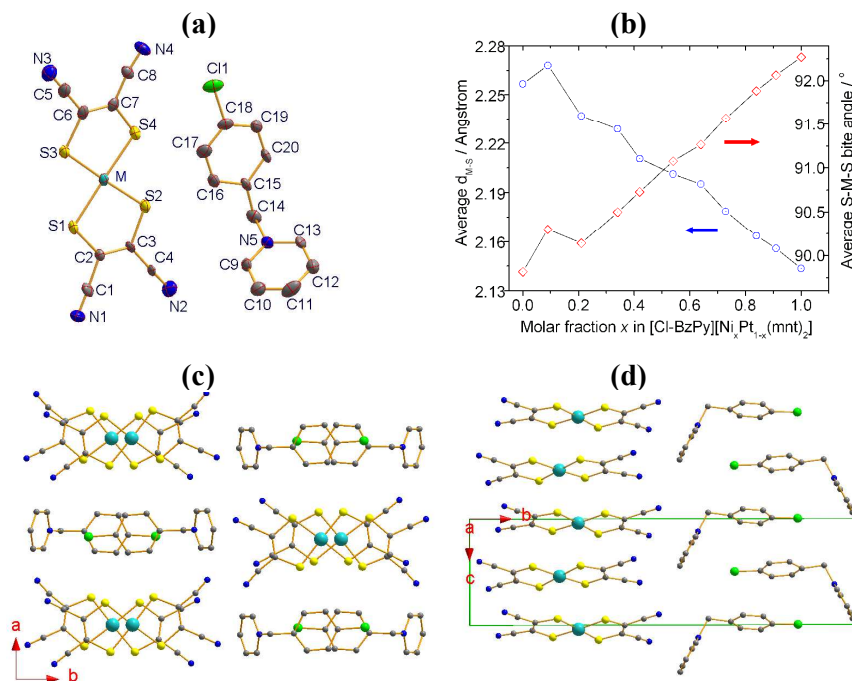 (a)
N3
N4
C5
C8
C6
C7
S4
S3
M
S2
S1
C3
C2
C4
C1
N2
N1
Cl1
C18
C19
C17
C20
C16
C15
C14
C13
N5
C9
C12
C10
C11
(b)
2.28
2.25
2.22
2.19
2.16
2.13
Average d_{M-S} / Angstrom
92.0
91.5
91.0
90.5
90.0
Average S-M-S bite angle / °
0.0 0.2 0.4 0.6 0.8 1.0
Molar fraction x in [Cl-BzPy][Ni_xPt_{1-x}(mnt)_2]
(c)
a
b
(d)
a
b
c